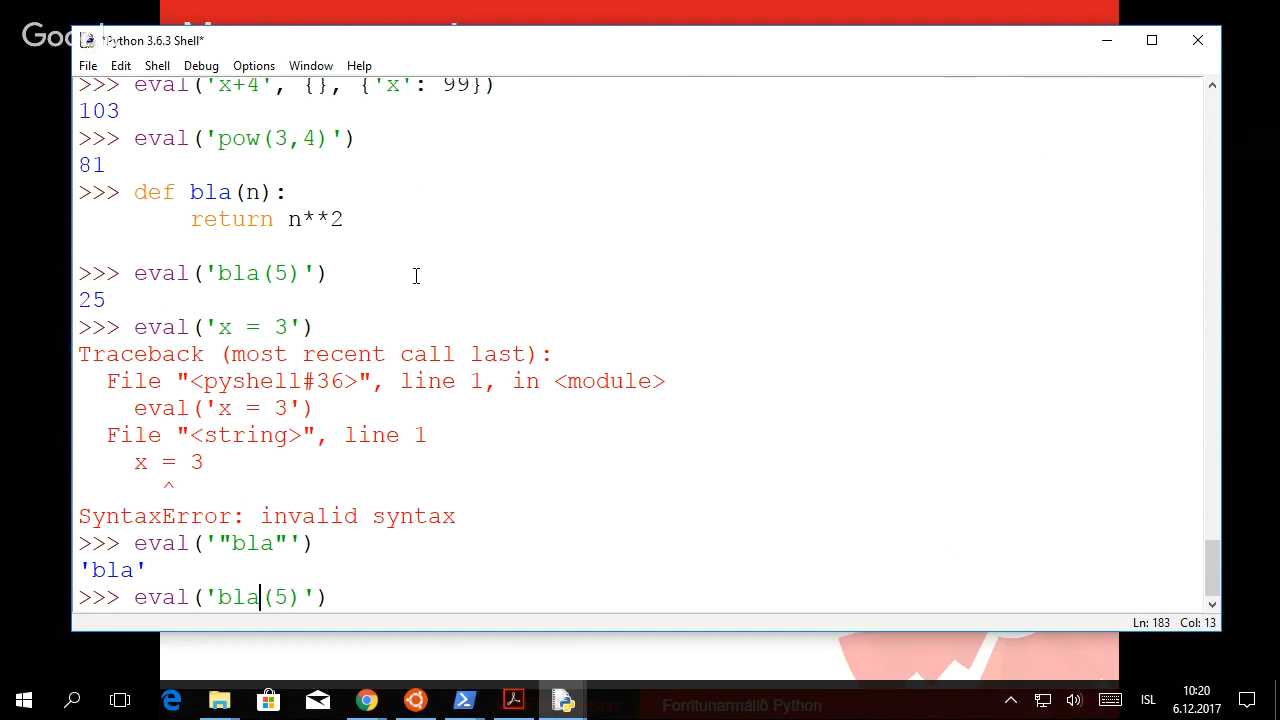 *Python 3.6.3 Shell*
File Edit Shell Debug Options Window Help
>>> eval('x+4', {}, {'x': 99})
103
>>> eval('pow(3,4)')
81
>>> def bla(n):
return n**2
>>> eval('bla(5)')
25
>>> eval('x = 3')
Traceback (most recent call last):
File "<pyshell#36>", line 1, in <module>
eval('x = 3')
File "<string>", line 1
x = 3
^
SyntaxError: invalid syntax
>>> eval('"bla"')
'bla'
>>> eval('bla(5)')
Ln: 183 Col: 13
Forritunarmálið Python
ISL
10:20
6.12.2017